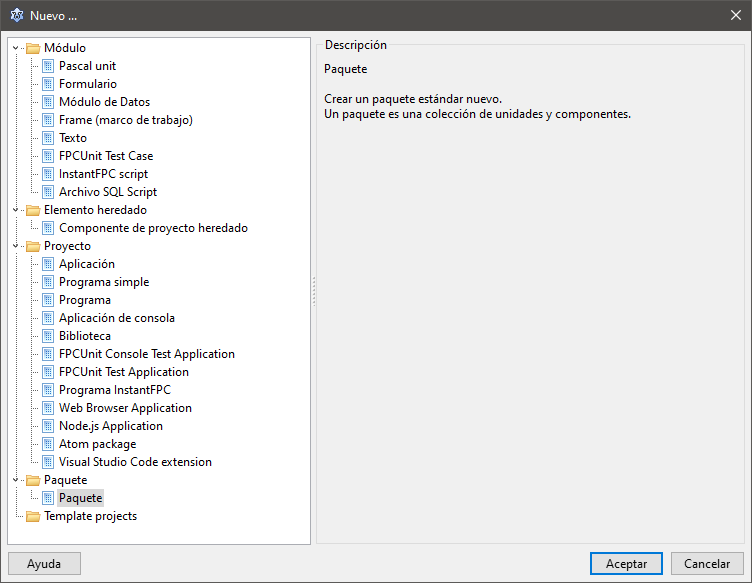 Nuevo ...
Módulo
Pascal unit
Formulario
Módulo de Datos
Frame (marco de trabajo)
Texto
FPCUnit Test Case
InstantFPC script
Archivo SQL Script
Elemento heredado
Componente de proyecto heredado
Proyecto
Aplicación
Programa simple
Programa
Aplicación de consola
Biblioteca
FPCUnit Console Test Application
FPCUnit Test Application
Programa InstantFPC
Web Browser Application
Node.js Application
Atom package
Visual Studio Code extension
Paquete
Paquete
Template projects
Descripción
Paquete
Crear un paquete estándar nuevo.
Un paquete es una colección de unidades y componentes.
Ayuda
Aceptar
Cancelar